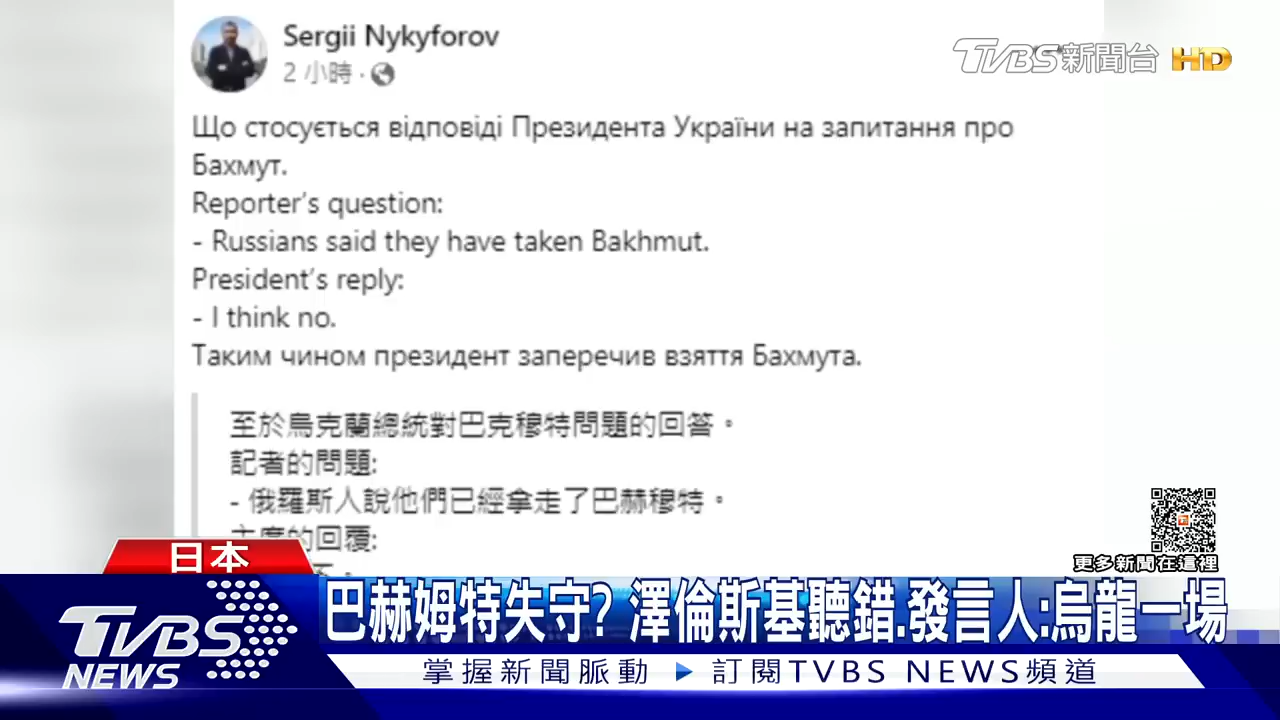 Sergii Nykyforov
2 小時 ·
TVBS新聞台 HD
Що стосується відповіді Президента України на запитання про
Бахмут.
Reporter's question:
- Russians said they have taken Bakhmut.
President's reply:
- I think no.
Таким чином президент заперечив взяття Бахмута.
至於烏克蘭總統對巴克穆特問題的回答。
記者的問題:
- 俄羅斯人說他們已經拿走了巴赫穆特。
主席的回覆:
更多新聞在這裡
日本
巴赫姆特失守? 澤倫斯基聽錯.發言人:烏龍一場
TVBS NEWS
掌握新聞脈動 ▶ 訂閱TVBS NEWS頻道